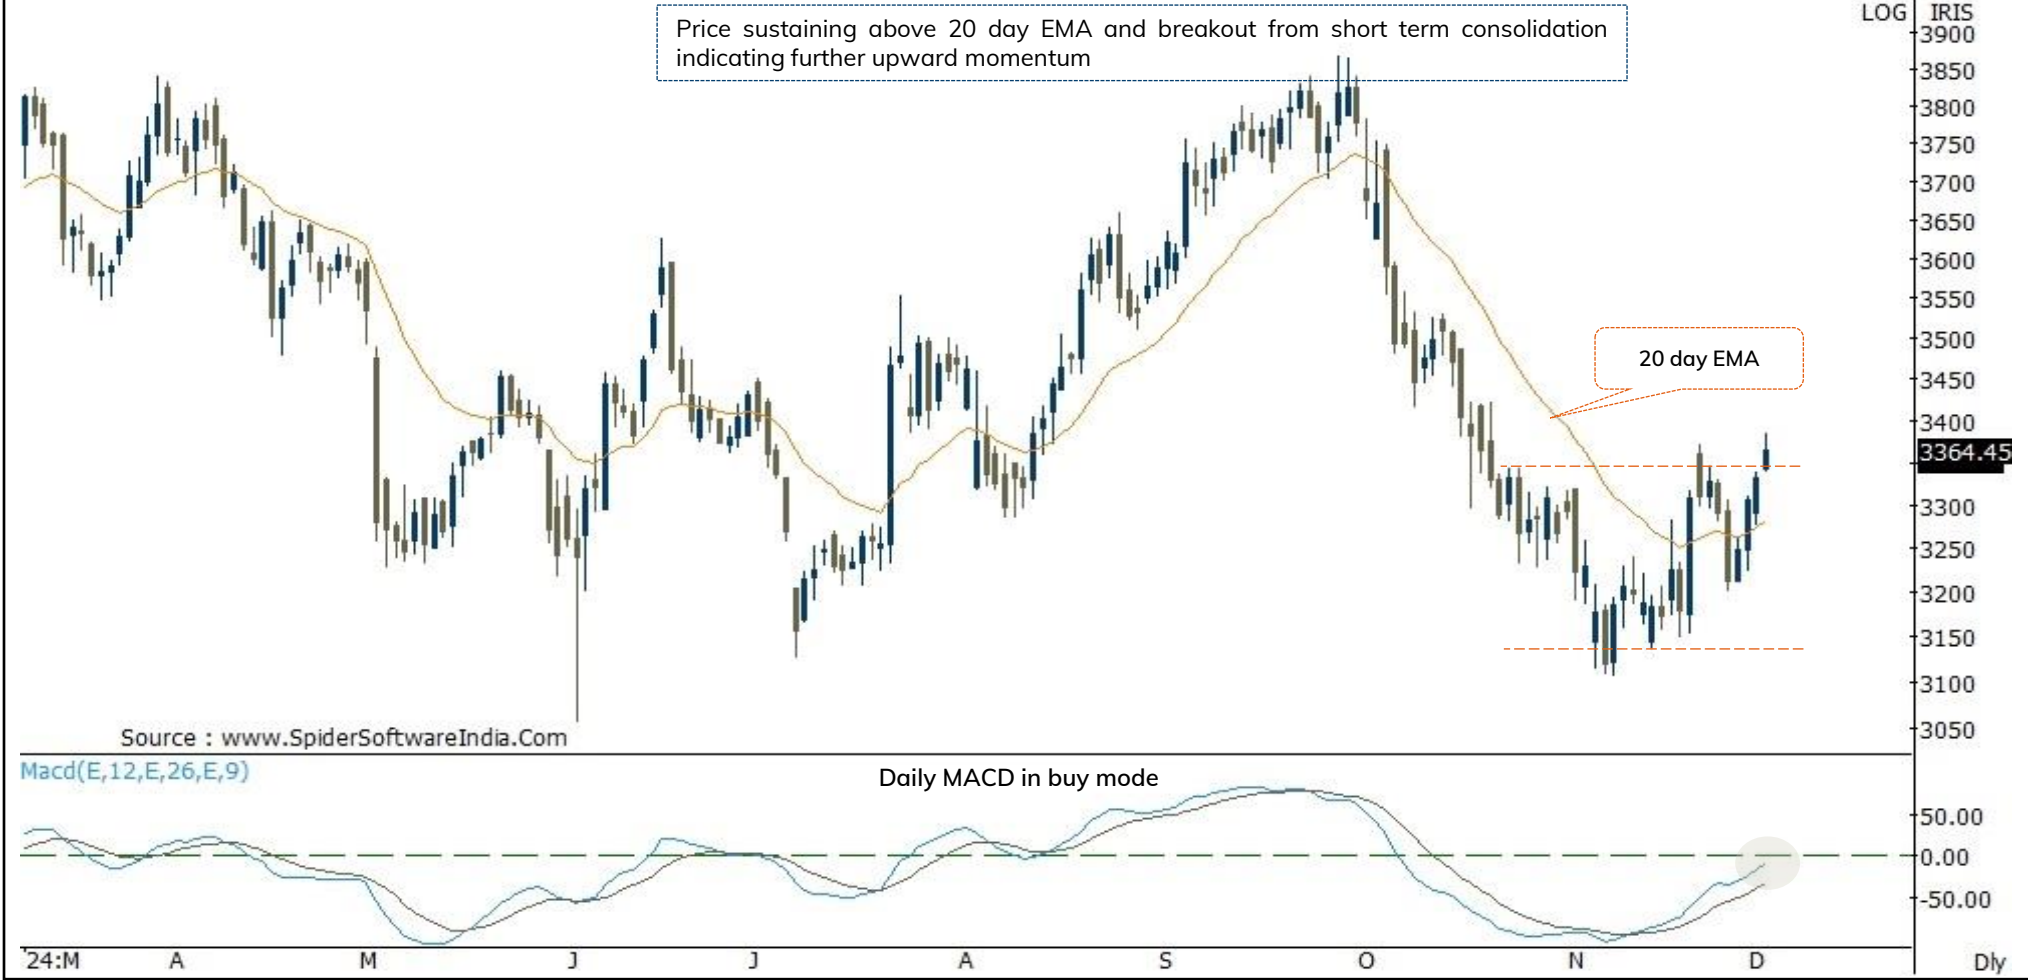 Price sustaining above 20 day EMA and breakout from short term consolidation
indicating further upward momentum
LOG IRIS
3900
3850
3800
3750
3700
3650
3600
3550
3500
3450
3400
3364.45
3300
3250
3200
3150
3100
3050
20 day EMA
Source : www.SpiderSoftwareIndia.Com
Macd(E,12,E,26,E,9)
Daily MACD in buy mode
50.00
0.00
-50.00
'24:M A M J J A S O N D Dly